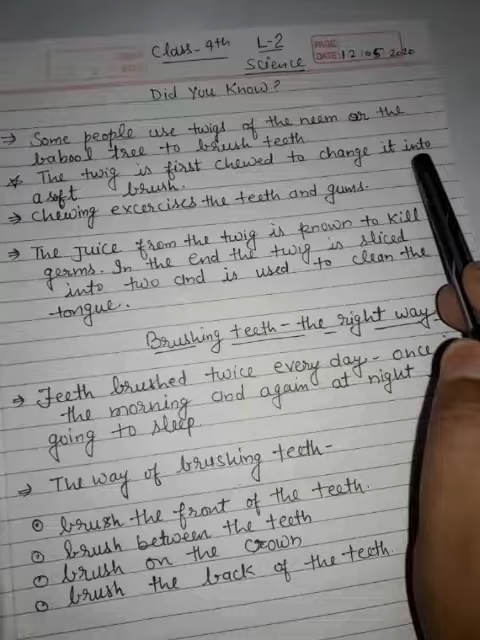 Class - 4th L-2
Science
PAGE:
DATE: 12.05.2020
Did You Know?
→ Some people use twigs of the neem or the
babool tree to brush teeth
* The twig is first chewed to change it into
a soft brush.
→ Chewing excercises the teeth and gums.
→ The Juice from the twig is known to kill
germs. In the end the twig is sliced
into two and is used to clean the
tongue.
Brushing teeth - the right way
→ Teeth brushed twice every day - once
the morning and again at night
going to sleep.
⇒ The way of brushing teeth -
brush the front of the teeth.
brush between the teeth
brush on the crown
brush the back of the teeth.